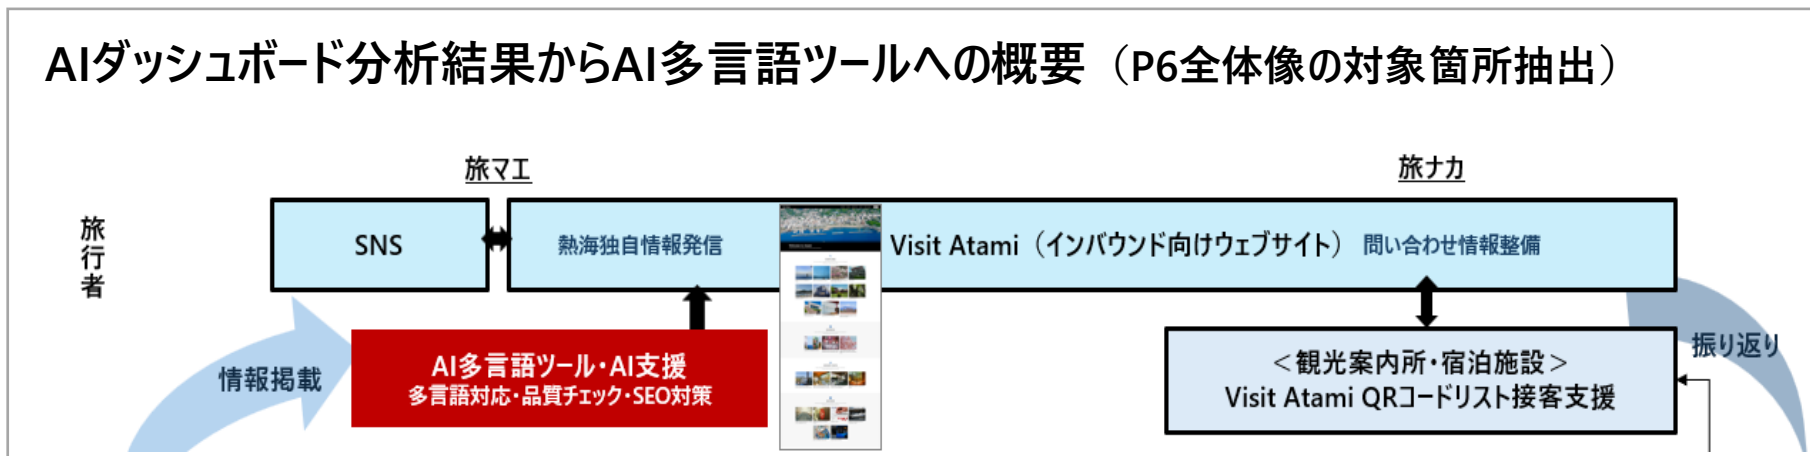 AIダッシュボード分析結果からAI多言語ツールへの概要（P6全体像の対象箇所抽出）
旅マエ
旅ナカ
旅行者
SNS
熱海独自情報発信
Visit Atami（インバウンド向けウェブサイト）
問い合わせ情報整備
情報掲載
AI多言語ツール・AI支援
多言語対応・品質チェック・SEO対策
＜観光案内所・宿泊施設＞
Visit Atami QRコードリスト接客支援
振り返り